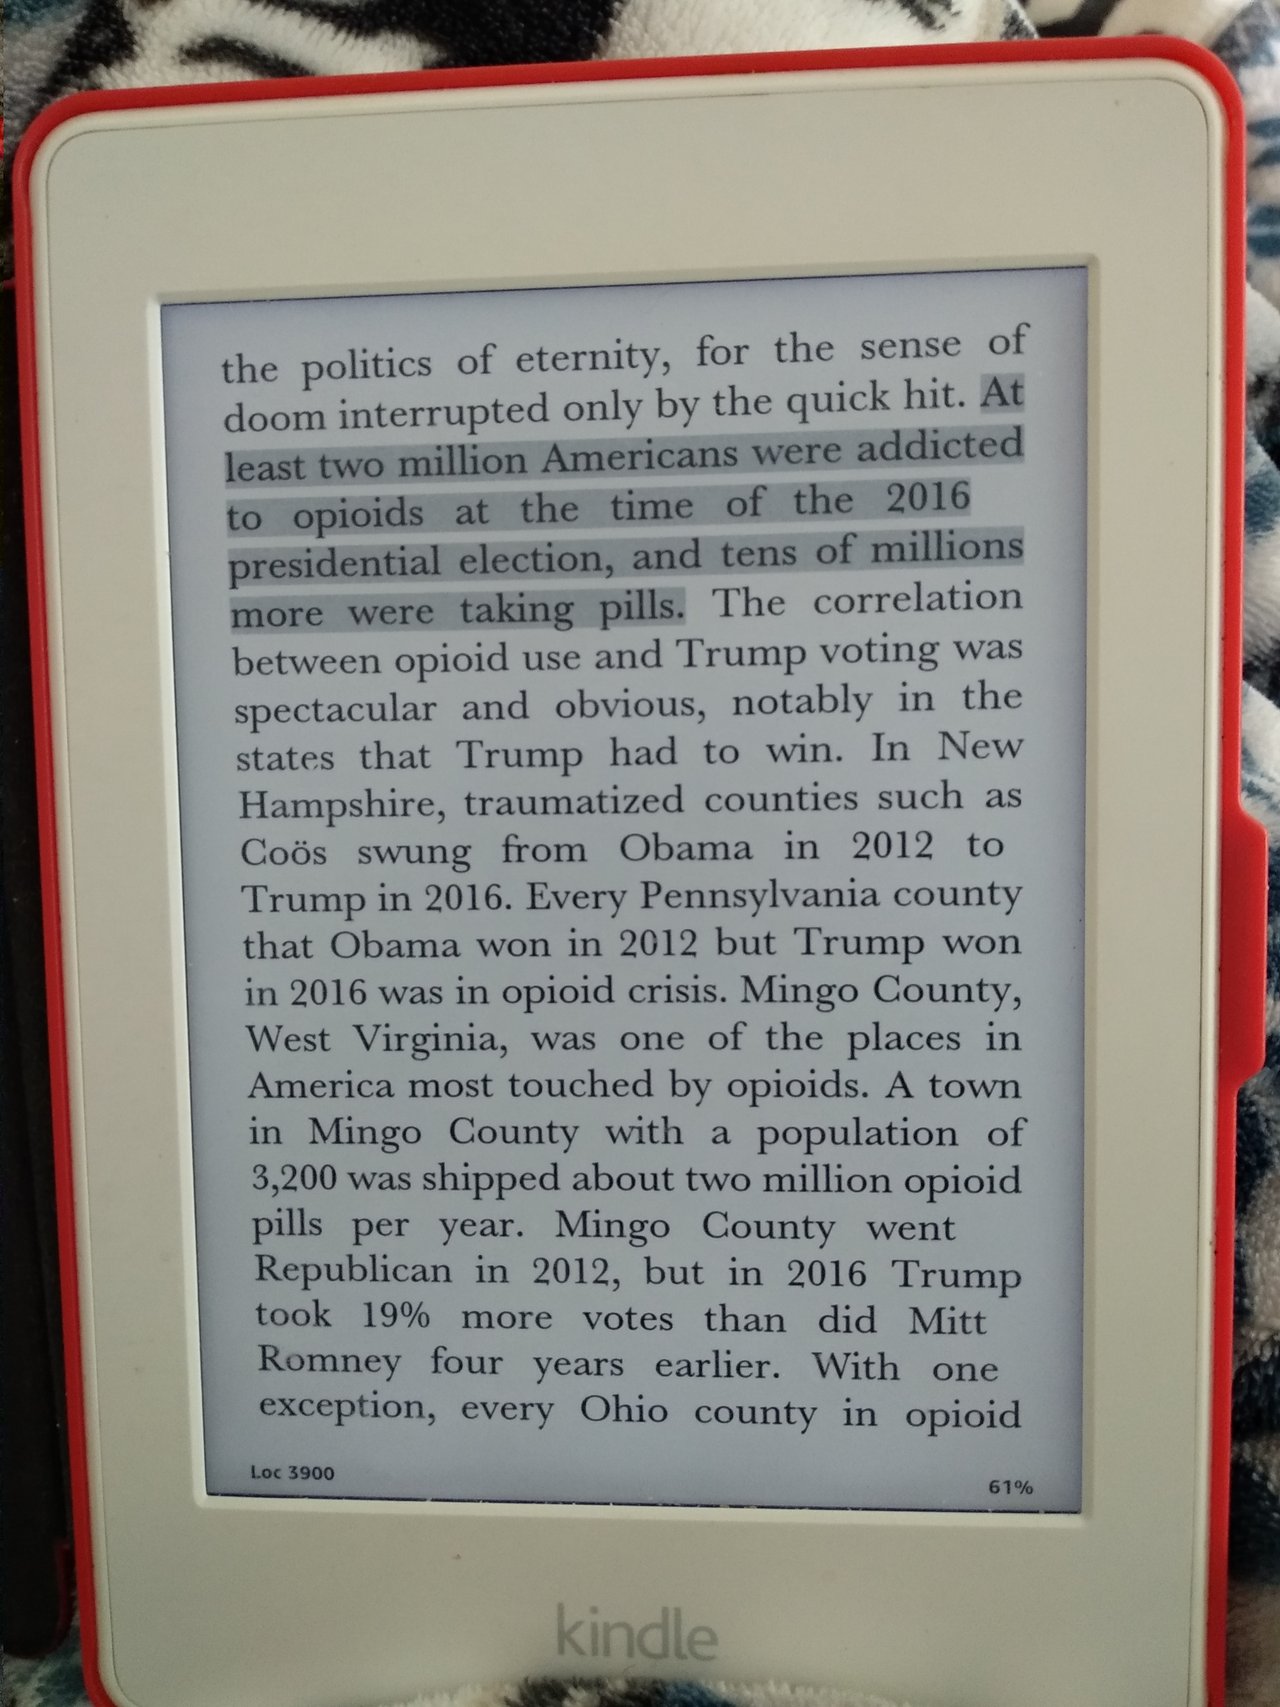 the politics of eternity, for the sense of
doom interrupted only by the quick hit. At
least two million Americans were addicted
to opioids at the time of the 2016
presidential election, and tens of millions
more were taking pills. The correlation
between opioid use and Trump voting was
spectacular and obvious, notably in the
states that Trump had to win. In New
Hampshire, traumatized counties such as
Coös swung from Obama in 2012 to
Trump in 2016. Every Pennsylvania county
that Obama won in 2012 but Trump won
in 2016 was in opioid crisis. Mingo County,
West Virginia, was one of the places in
America most touched by opioids. A town
in Mingo County with a population of
3,200 was shipped about two million opioid
pills per year. Mingo County went
Republican in 2012, but in 2016 Trump
took 19% more votes than did Mitt
Romney four years earlier. With one
exception, every Ohio county in opioid
Loc 3900
61%
kindle